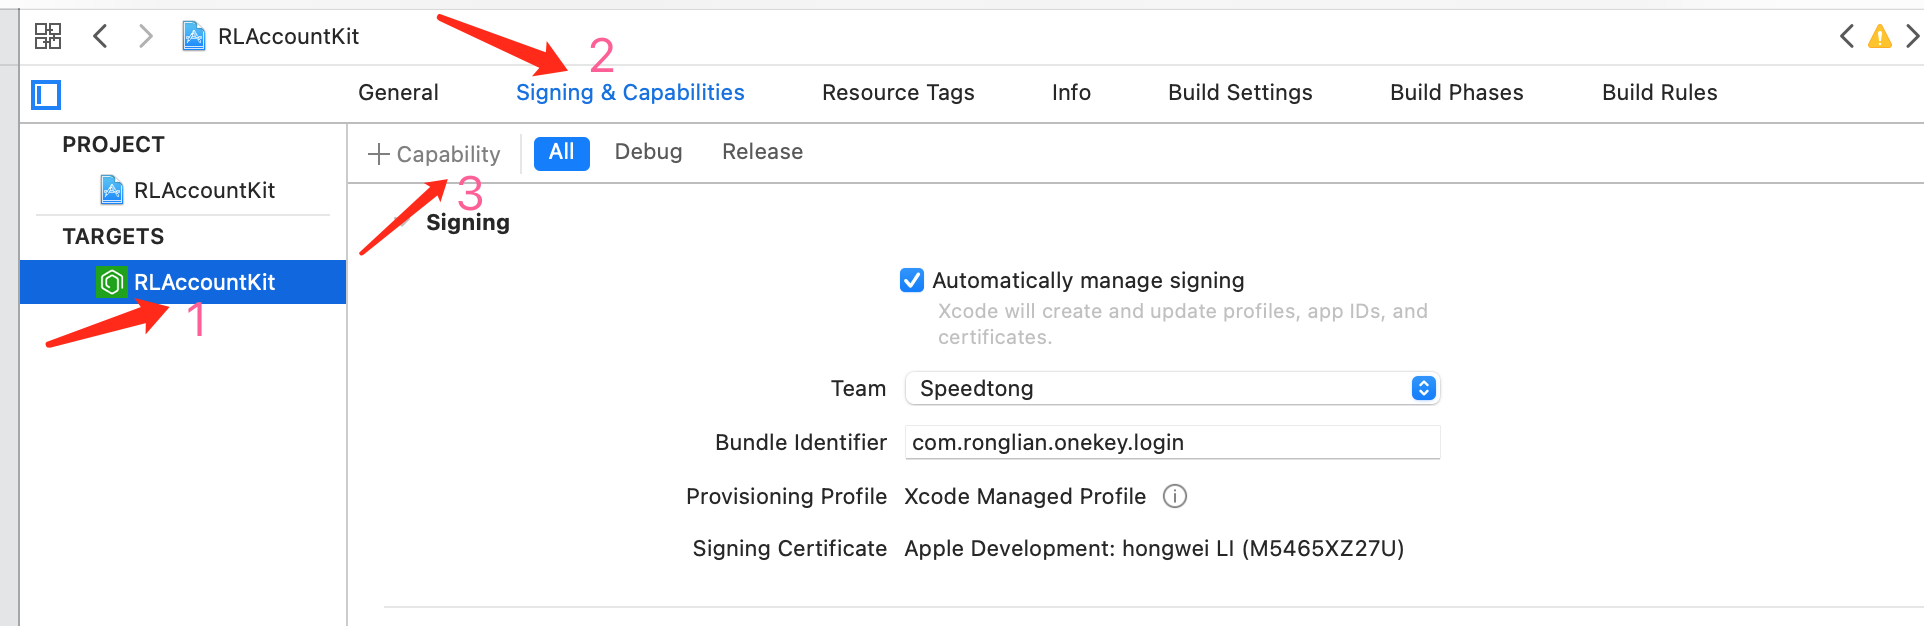 RLAccountKit
2
General Signing & Capabilities Resource Tags Info Build Settings Build Phases Build Rules
PROJECT
Capability All Debug Release
RLAccountKit
3
TARGETS
Signing
RLAccountKit
1
Automatically manage signing
Xcode will create and update profiles, app IDs, and
certificates.
Team Speedtong
Bundle Identifier com.ronglian.onekey.login
Provisioning Profile Xcode Managed Profile
Signing Certificate Apple Development: hongwei LI (M5465XZ27U)